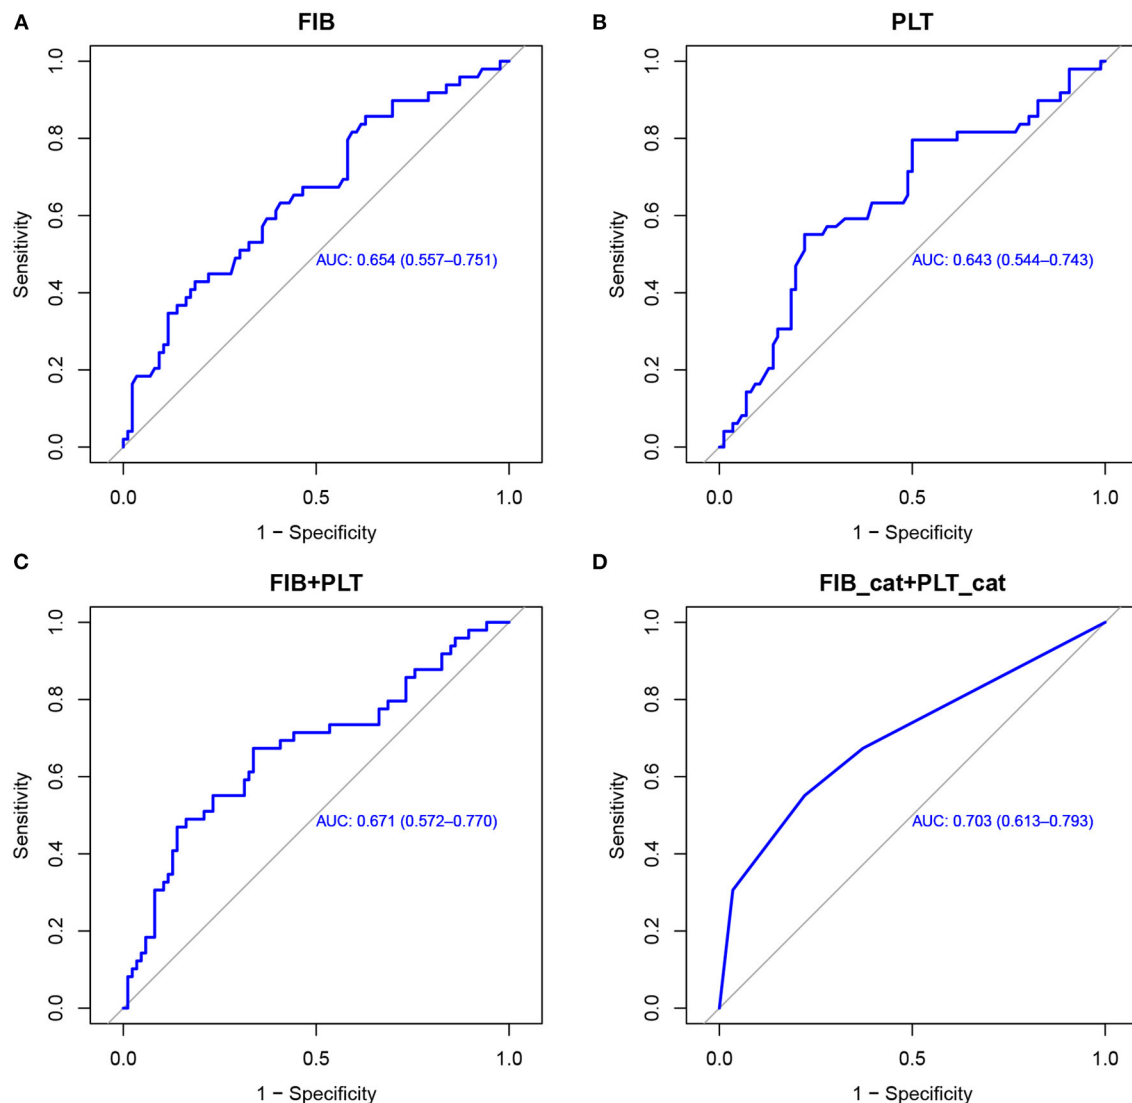 A
FIB
1.0
0.8
0.6
0.4
0.2
0.0
Sensitivity
AUC: 0.654 (0.557–0.751)
0.0 0.5 1.0
1 − Specificity
B
PLT
1.0
0.8
0.6
0.4
0.2
0.0
Sensitivity
AUC: 0.643 (0.544–0.743)
0.0 0.5 1.0
1 − Specificity
C
FIB+PLT
1.0
0.8
0.6
0.4
0.2
0.0
Sensitivity
AUC: 0.671 (0.572–0.770)
0.0 0.5 1.0
1 − Specificity
D
FIB_cat+PLT_cat
1.0
0.8
0.6
0.4
0.2
0.0
Sensitivity
AUC: 0.703 (0.613–0.793)
0.0 0.5 1.0
1 − Specificity